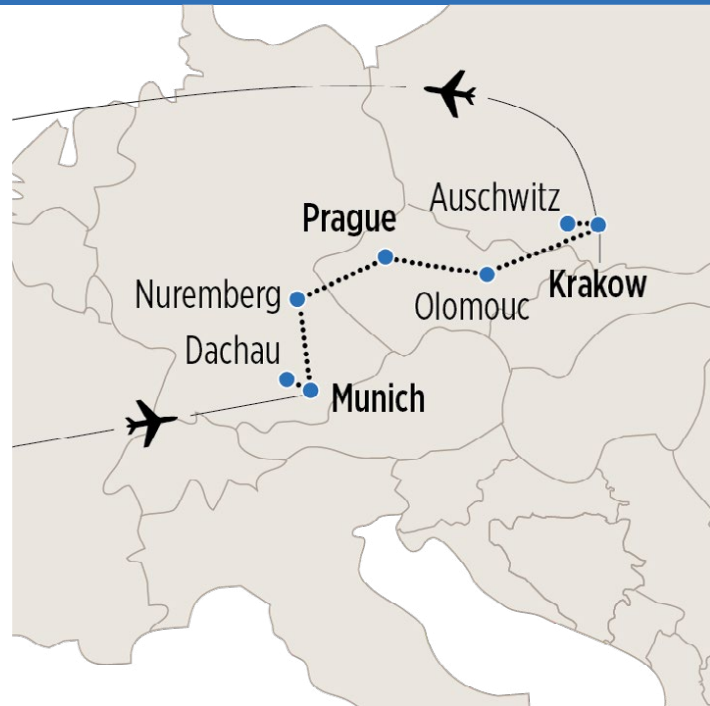 Auschwitz
Prague
Krakow
Nuremberg
Olomouc
Dachau
Munich